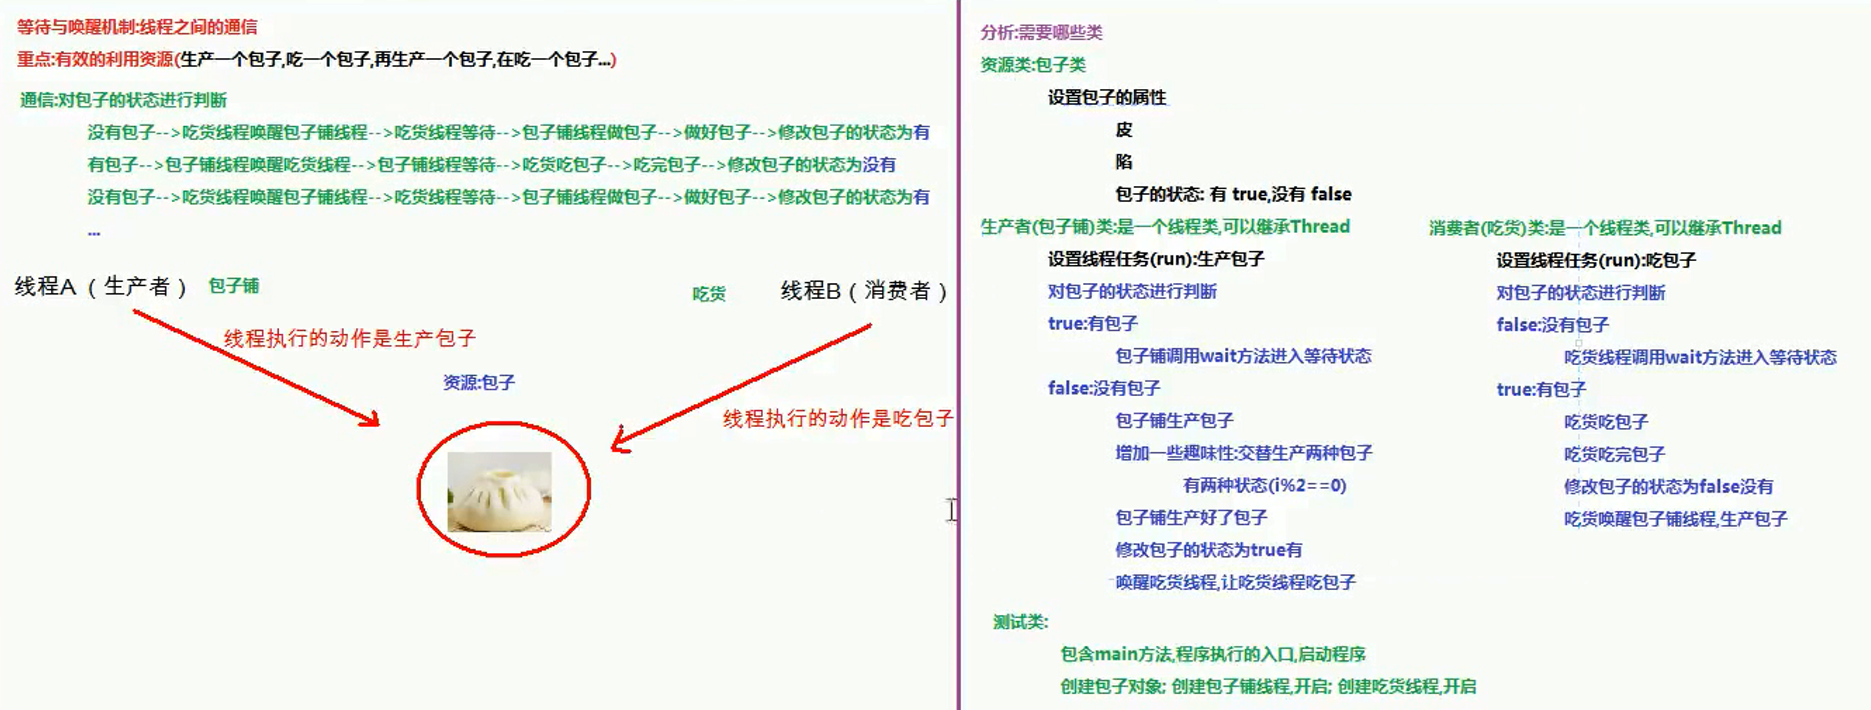 等待与唤醒机制:线程之间的通信
重点:有效的利用资源(生产一个包子,吃一个包子,再生产一个包子,在吃一个包子...)
通信:对包子的状态进行判断
没有包子-->吃货线程唤醒包子铺线程-->吃货线程等待-->包子铺线程做包子-->做好包子-->修改包子的状态为有
有包子-->包子铺线程唤醒吃货线程-->包子铺线程等待-->吃货吃包子-->吃完包子-->修改包子的状态为没有
没有包子-->吃货线程唤醒包子铺线程-->吃货线程等待-->包子铺线程做包子-->做好包子-->修改包子的状态为有
...
线程A（生产者） 包子铺
吃货 线程B（消费者）
线程执行的动作是生产包子
资源:包子
线程执行的动作是吃包子
分析:需要哪些类
资源类:包子类
设置包子的属性
皮
陷
包子的状态: 有 true,没有 false
生产者(包子铺)类:是一个线程类,可以继承Thread
设置线程任务(run):生产包子
对包子的状态进行判断
true:有包子
包子铺调用wait方法进入等待状态
false:没有包子
包子铺生产包子
增加一些趣味性:交替生产两种包子
有两种状态(i%2==0)
包子铺生产好了包子
修改包子的状态为true有
唤醒吃货线程,让吃货线程吃包子
消费者(吃货)类:是一个线程类,可以继承Thread
设置线程任务(run):吃包子
对包子的状态进行判断
false:没有包子
吃货线程调用wait方法进入等待状态
true:有包子
吃货吃包子
吃货吃完包子
修改包子的状态为false没有
吃货唤醒包子铺线程,生产包子
测试类:
包含main方法,程序执行的入口,启动程序
创建包子对象; 创建包子铺线程,开启; 创建吃货线程,开启